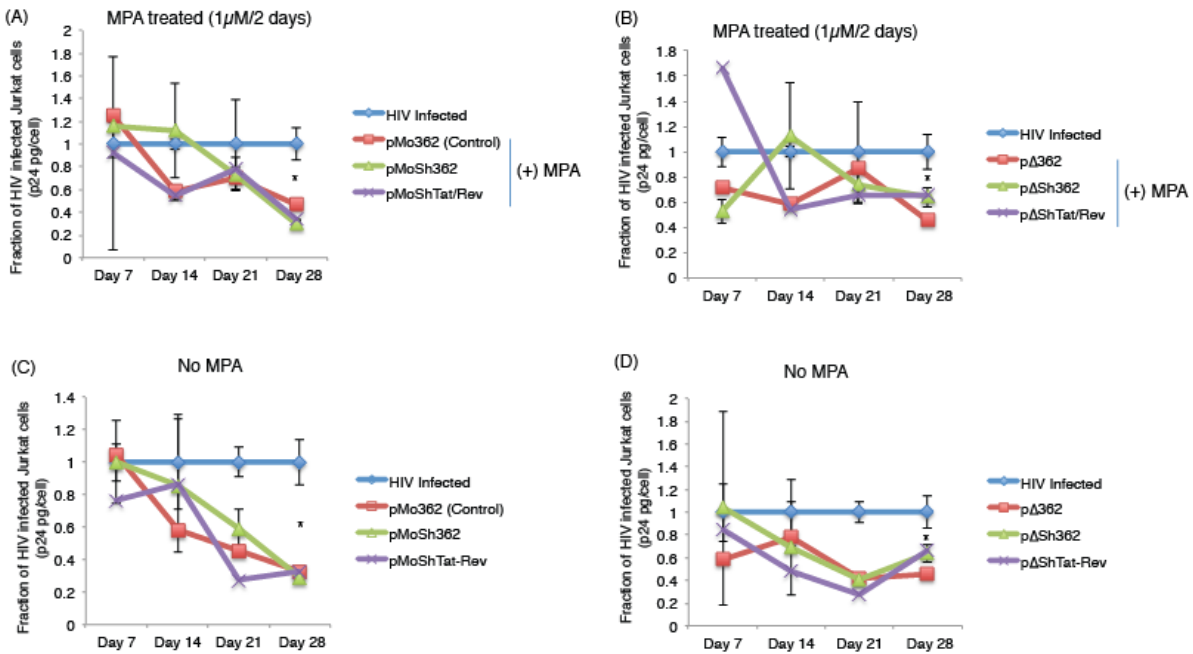 (A)
MPA treated (1µM/2 days)
Fraction of HIV infected Jurkat cells
(p24 pg/cell)
2
1.8
1.6
1.4
1.2
1
0.8
0.6
0.4
0.2
0
*
Day 7 Day 14 Day 21 Day 28
HIV Infected
pMo362 (Control)
pMoSh362
pMoShTat/Rev
(+) MPA
(B)
MPA treated (1µM/2 days)
Fraction of HIV infected Jurkat cells
(p24 pg/cell)
1.8
1.6
1.4
1.2
1
0.8
0.6
0.4
0.2
0
*
Day 7 Day 14 Day 21 Day 28
HIV Infected
pΔ362
pΔSh362
pΔShTat/Rev
(+) MPA
(C)
No MPA
Fraction of HIV infected Jurkat cells
(p24 pg/cell)
1.4
1.2
1
0.8
0.6
0.4
0.2
0
*
Day 7 Day 14 Day 21 Day 28
HIV Infected
pMo362 (Control)
pMoSh362
pMoShTat-Rev
(D)
No MPA
Fraction of HIV infected Jurkat cells
(p24 pg/cell)
2
1.8
1.6
1.4
1.2
1
0.8
0.6
0.4
0.2
0
*
Day 7 Day 14 Day 21 Day 28
HIV Infected
pΔ362
pΔSh362
pΔShTat-Rev